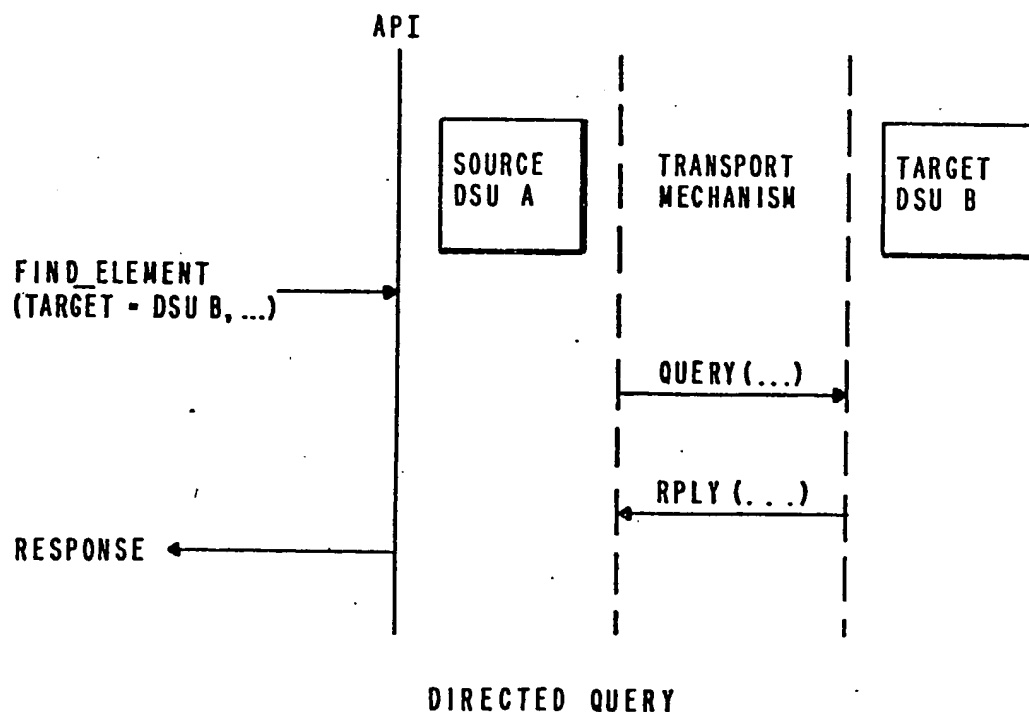 API
SOURCE
DSU A
TRANSPORT
MECHANISM
TARGET
DSU B
FIND_ELEMENT
(TARGET = DSU B, ...)
QUERY (...)
RPLY (...)
RESPONSE
DIRECTED QUERY